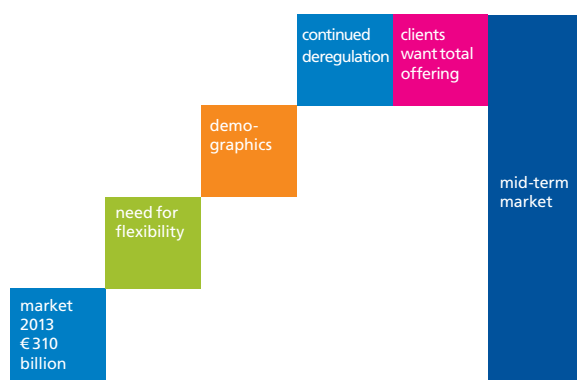 continued
deregulation
clients
want total
offering
demo-
graphics
mid-term
market
need for
flexibility
market
2013
€ 310
billion